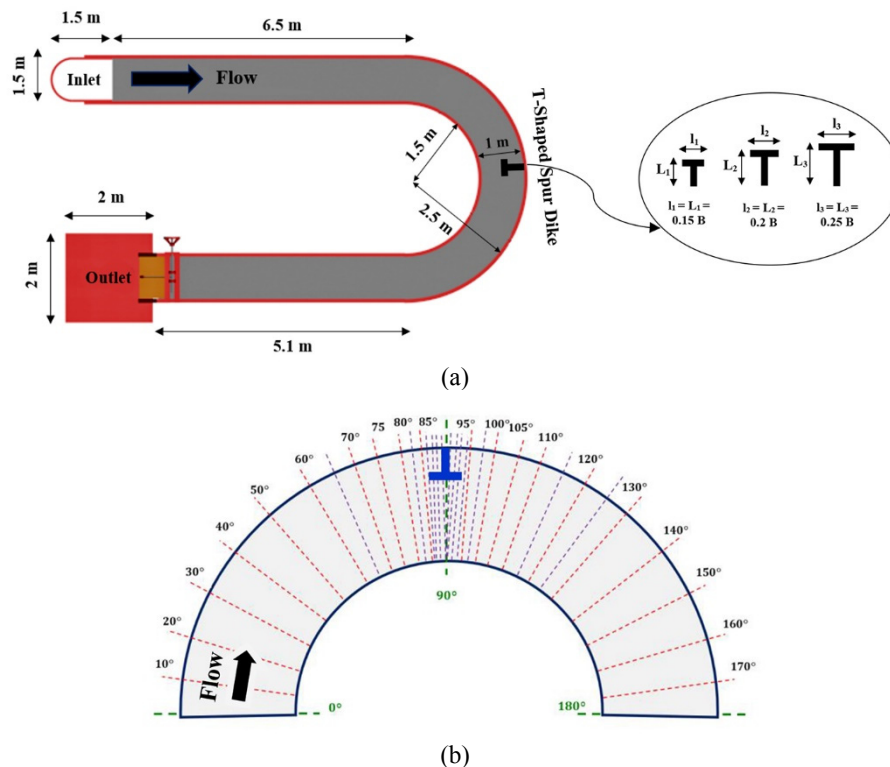 1.5 m
6.5 m
1.5 m
Inlet
Flow
T-Shaped Spur Dike
1 m
1.5 m
2.5 m
2 m
2 m
Outlet
5.1 m
l₁
l₂
l₃
L₁
L₂
L₃
l₁ = L₁ =
0.15 B
l₂ = L₂ =
0.2 B
l₃ = L₃=
0.25 B
(a)
0°
10°
20°
30°
40°
50°
60°
70°
75
80°
85°
95°
100°
105°
110°
120°
130°
140°
150°
160°
170°
180°
90°
Flow
(b)